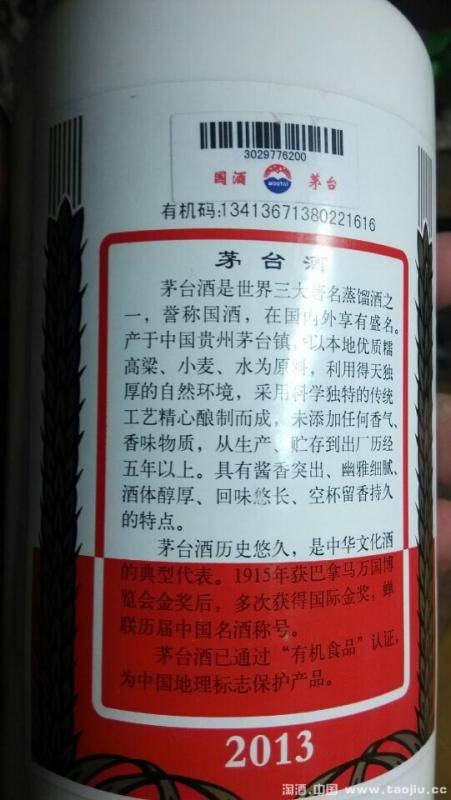 3029776200
国酒 MOUTAI 茅台
有机码:13413671380221616
茅台酒
茅台酒是世界三大著名蒸馏酒之
一，誉称国酒，在国内外享有盛名。
产于中国贵州茅台镇，以本地优质糯
高粱、小麦、水为原料，利用得天独
厚的自然环境，采用科学独特的传统
工艺精心酿制而成，未添加任何香气、
香味物质，从生产、贮存到出厂历经
五年以上。具有酱香突出、幽雅细腻、
酒体醇厚、回味悠长、空杯留香持久
的特点。
茅台酒历史悠久，是中华文化酒
的典型代表。1915年获巴拿马万国博
览会金奖后，多次获得国际金奖，蝉
联历届中国名酒称号。
茅台酒已通过“有机食品”认证，
为中国地理标志保护产品。
2013
淘酒.中国 www.taojiu.cc